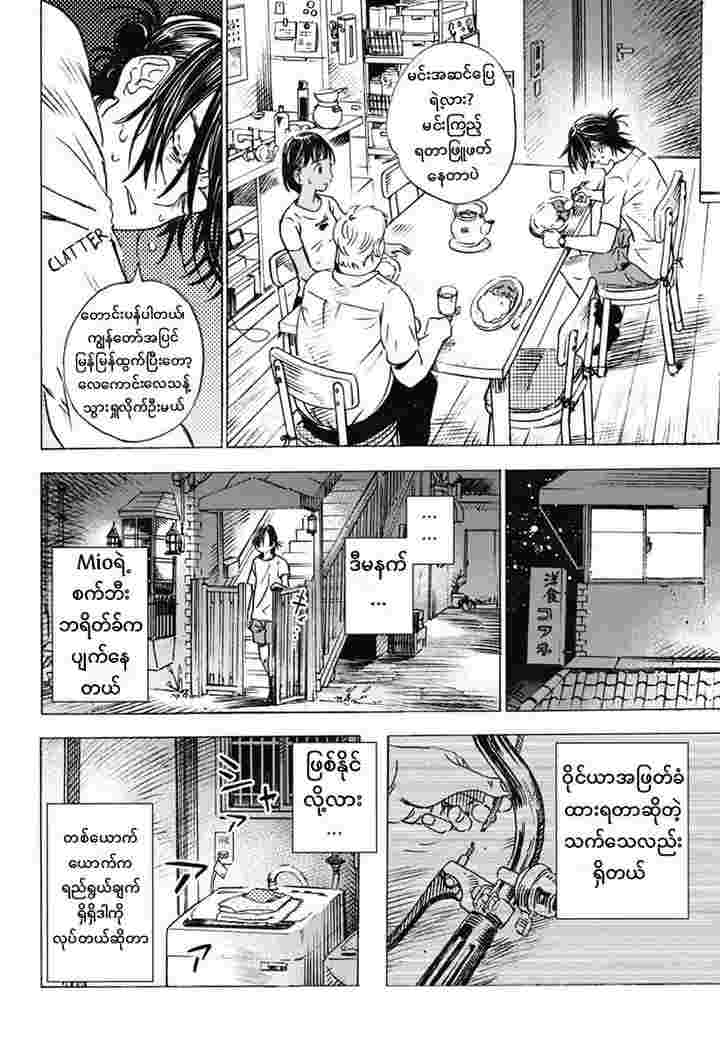 မင်းအဆင်ပြေ
ရဲ့လား?
မင်းကြည့်
ရတာဖြူဖတ်
နေတာပဲ
CLATTER
တောင်းပန်ပါတယ်၊
ကျွန်တော်အပြင်
မြန်မြန်ထွက်ပြီးတော့
လေကောင်းလေသန့်
သွားရှူလိုက်ဦးမယ်
...
...
ဒီမနက်
...
Mioရဲ့
စက်ဘီး
ဘရိတ်ခ်က
ပျက်နေ
တယ်
洋食
ဝိုင်ယာအဖြတ်ခံ
ထားရတာဆိုတဲ့
သက်သေလည်း
ရှိတယ်
ဖြစ်နိုင်
လို့လား
...
တစ်ယောက်
ယောက်က
ရည်ရွယ်ချက်
ရှိရှိဒါကို
လုပ်တယ်ဆိုတာ